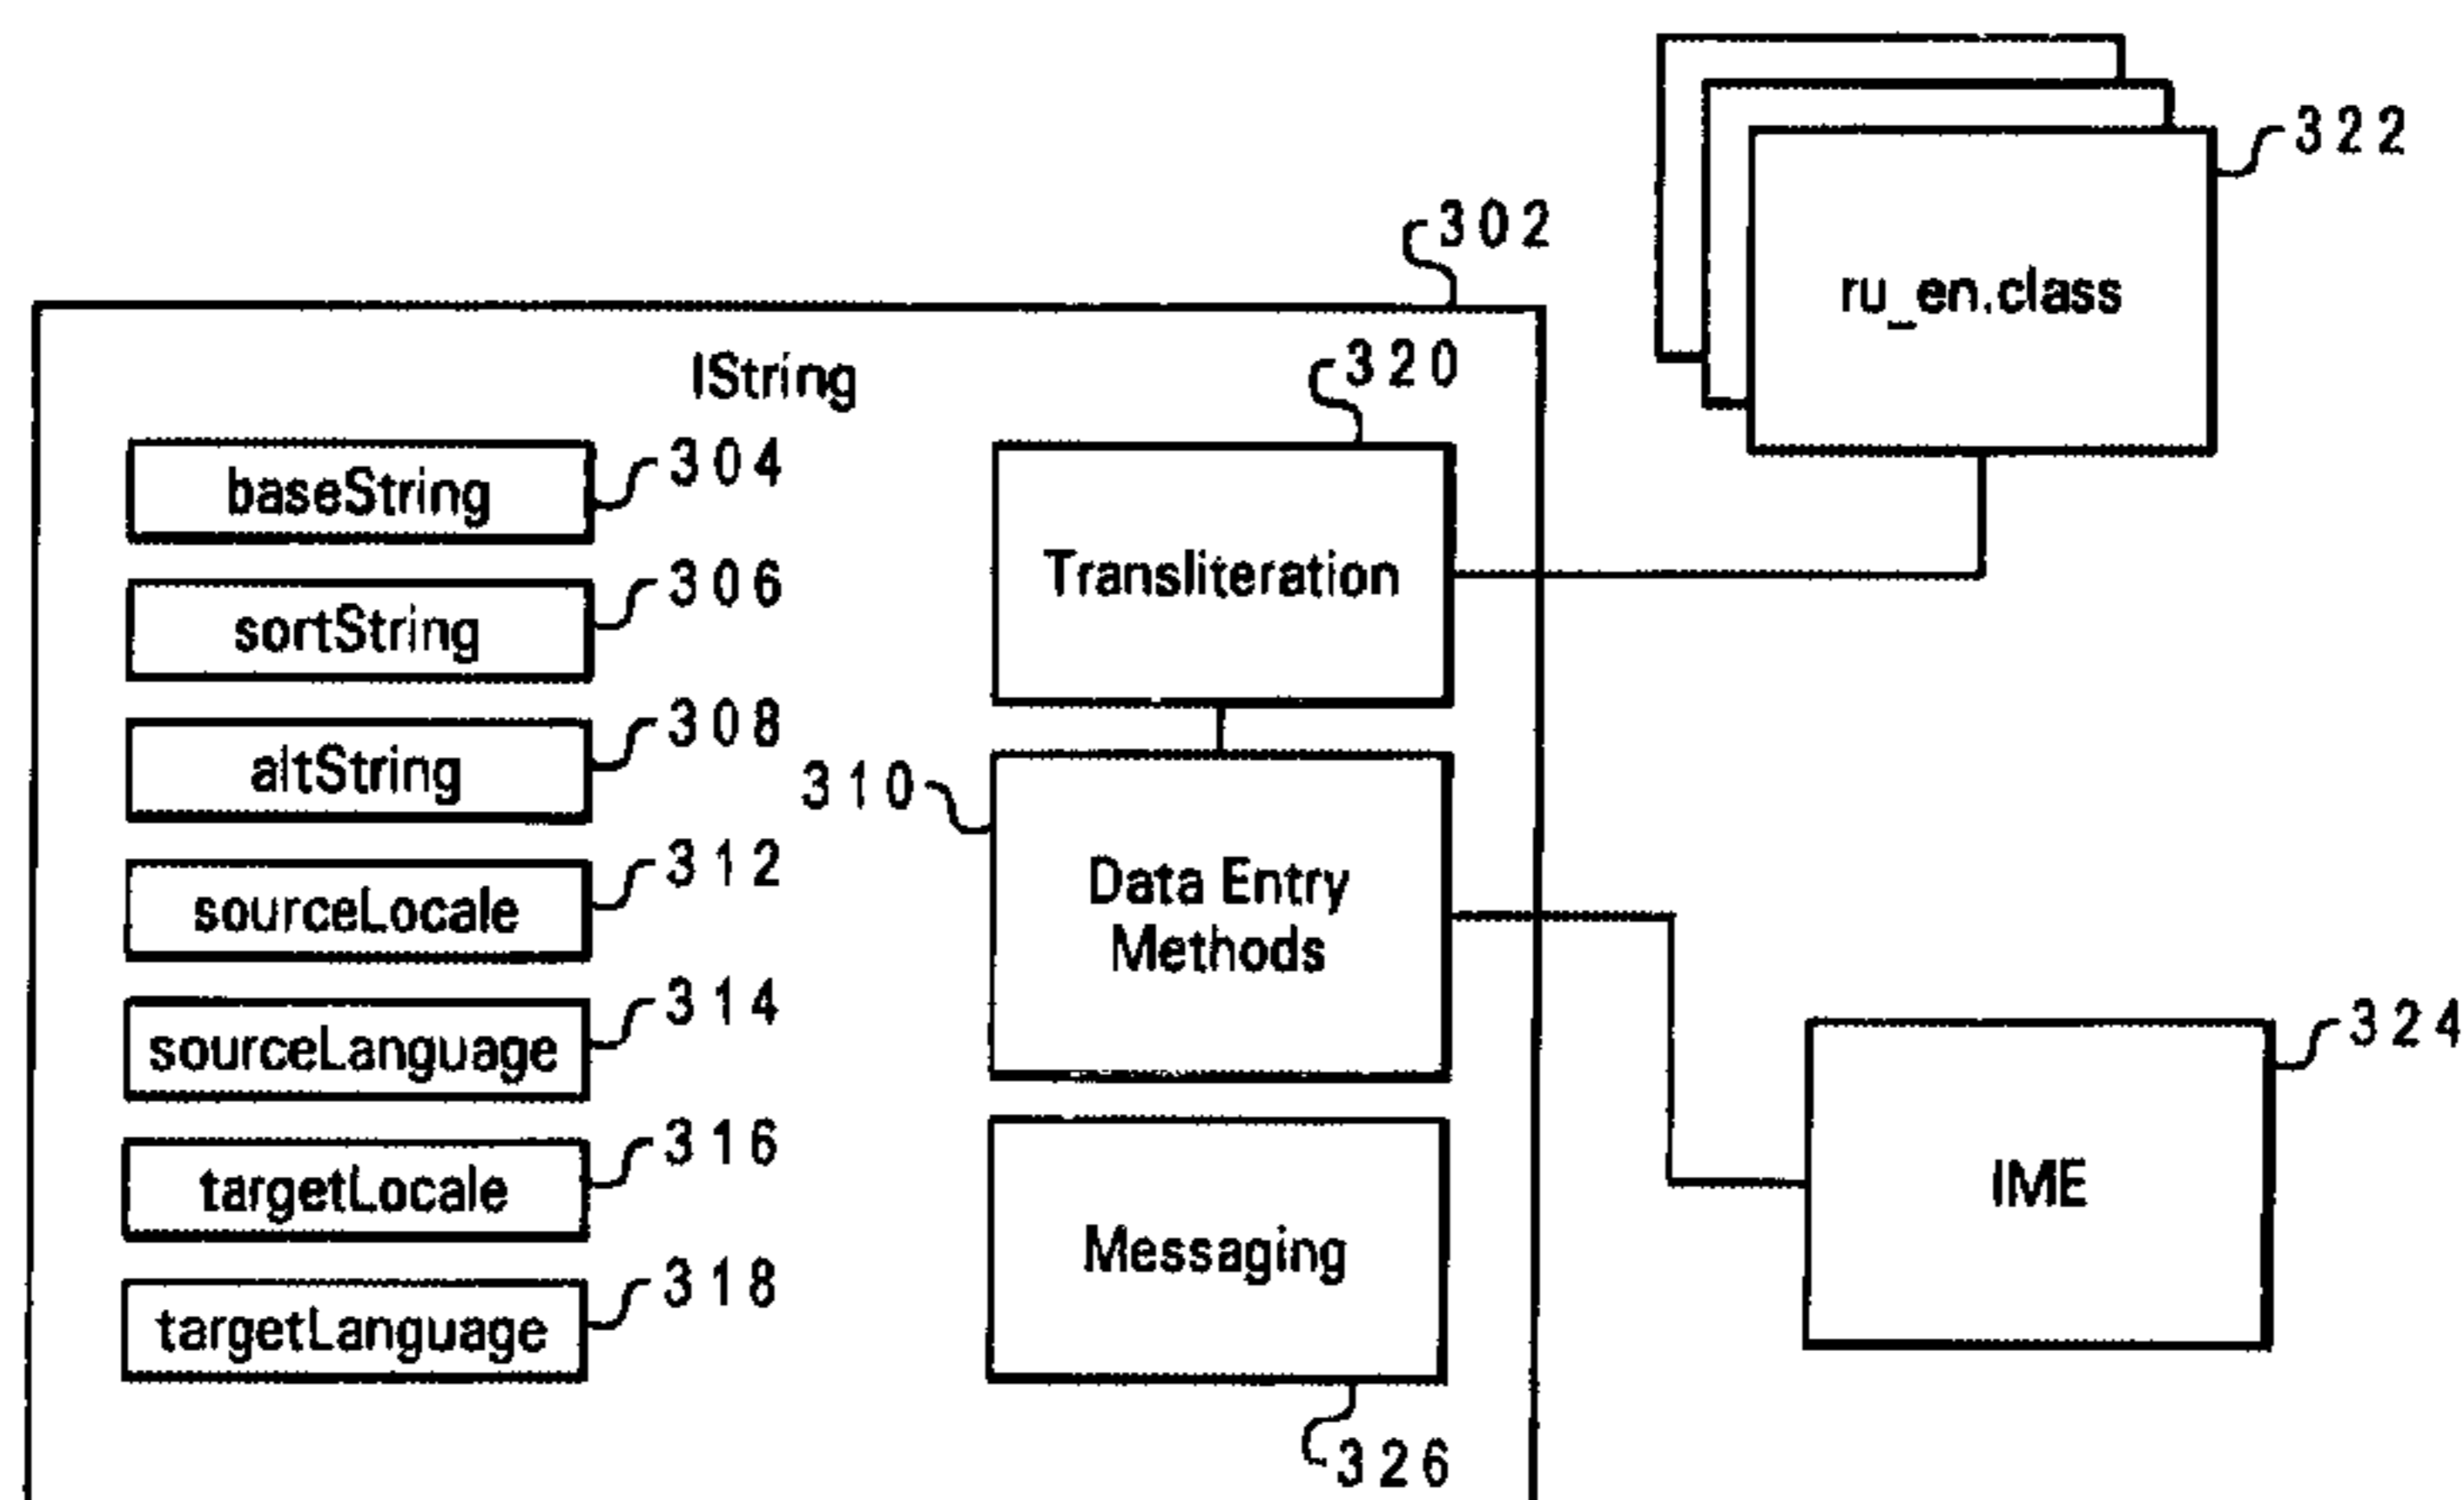 322
302
ru_en.class
IString
320
baseString
304
Transliteration
sortString
306
altString
308
310
Data Entry
Methods
sourceLocale
312
sourceLanguage
314
324
targetLocale
316
Messaging
IME
targetLanguage
318
326